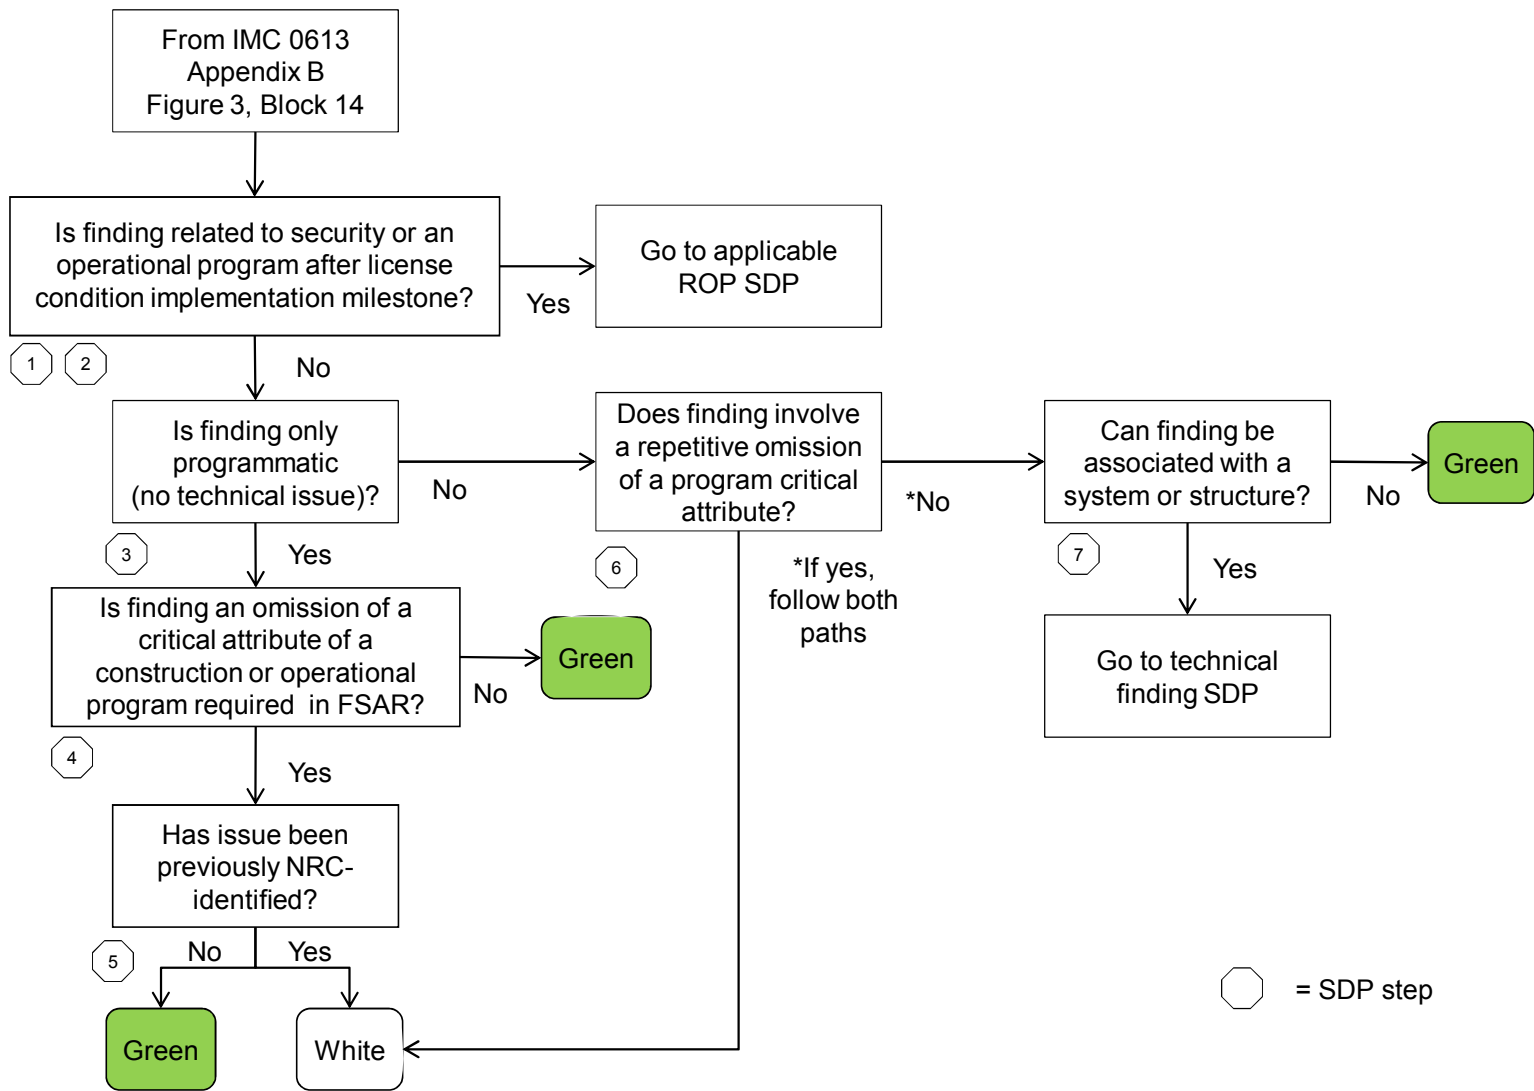 From IMC 0613
Appendix B
Figure 3, Block 14
Is finding related to security or an
operational program after license
condition implementation milestone?
Yes
Go to applicable
ROP SDP
1
2
No
Is finding only
programmatic
(no technical issue)?
No
Does finding involve
a repetitive omission
of a program critical
attribute?
*No
Can finding be
associated with a
system or structure?
No
Green
3
Yes
6
*If yes,
follow both
paths
7
Yes
Is finding an omission of a
critical attribute of a
construction or operational
program required in FSAR?
No
Green
Go to technical
finding SDP
4
Yes
Has issue been
previously NRC-
identified?
5
No
Yes
Green
White
= SDP step